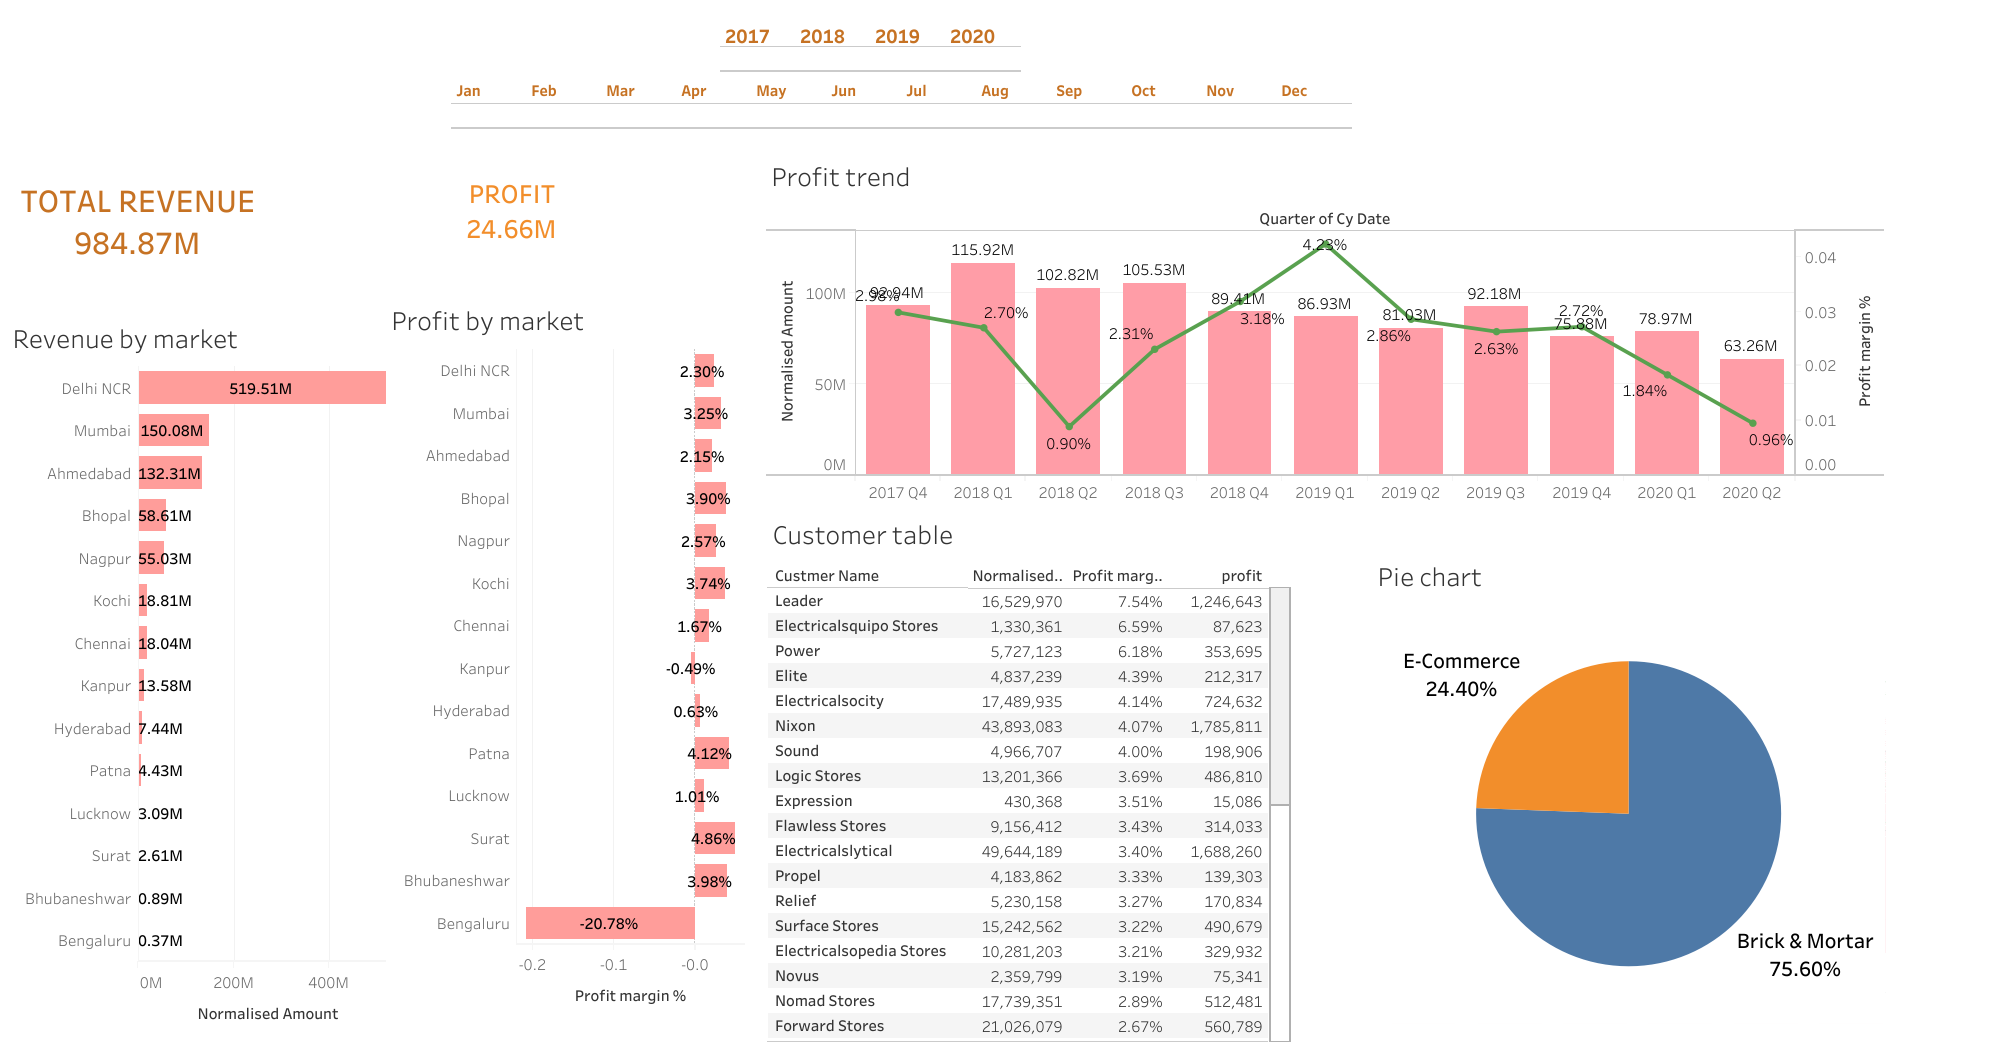 2017 2018 2019 2020
Jan Feb Mar Apr May Jun Jul Aug Sep Oct Nov Dec
TOTAL REVENUE
984.87M
PROFIT
24.66M
Revenue by market
Delhi NCR 519.51M
Mumbai 150.08M
Ahmedabad 132.31M
Bhopal 58.61M
Nagpur 55.03M
Kochi 18.81M
Chennai 18.04M
Kanpur 13.58M
Hyderabad 7.44M
Patna 4.43M
Lucknow 3.09M
Surat 2.61M
Bhubaneshwar 0.89M
Bengaluru 0.37M
0M 200M 400M
Normalised Amount
Profit by market
Delhi NCR 2.30%
Mumbai 3.25%
Ahmedabad 2.15%
Bhopal 3.90%
Nagpur 2.57%
Kochi 3.74%
Chennai 1.67%
Kanpur -0.49%
Hyderabad 0.63%
Patna 4.12%
Lucknow 1.01%
Surat 4.86%
Bhubaneshwar 3.98%
Bengaluru -20.78%
-0.2 -0.1 -0.0
Profit margin %
Profit trend
Quarter of Cy Date
Normalised Amount
100M
50M
0M
92.94M 115.92M 102.82M 105.53M 89.41M 86.93M 81.03M 92.18M 75.88M 78.97M 63.26M
2.98% 2.70% 0.90% 2.31% 3.18% 4.23% 2.86% 2.63% 2.72% 1.84% 0.96%
0.04
0.03
0.02
0.01
0.00
Profit margin %
2017 Q4 2018 Q1 2018 Q2 2018 Q3 2018 Q4 2019 Q1 2019 Q2 2019 Q3 2019 Q4 2020 Q1 2020 Q2
Customer table
Custmer Name Normalised.. Profit marg.. profit
Leader 16,529,970 7.54% 1,246,643
Electricalsquipo Stores 1,330,361 6.59% 87,623
Power 5,727,123 6.18% 353,695
Elite 4,837,239 4.39% 212,317
Electricalsocity 17,489,935 4.14% 724,632
Nixon 43,893,083 4.07% 1,785,811
Sound 4,966,707 4.00% 198,906
Logic Stores 13,201,366 3.69% 486,810
Expression 430,368 3.51% 15,086
Flawless Stores 9,156,412 3.43% 314,033
Electricalslytical 49,644,189 3.40% 1,688,260
Propel 4,183,862 3.33% 139,303
Relief 5,230,158 3.27% 170,834
Surface Stores 15,242,562 3.22% 490,679
Electricalsopedia Stores 10,281,203 3.21% 329,932
Novus 2,359,799 3.19% 75,341
Nomad Stores 17,739,351 2.89% 512,481
Forward Stores 21,026,079 2.67% 560,789
Pie chart
E-Commerce
24.40%
Brick & Mortar
75.60%